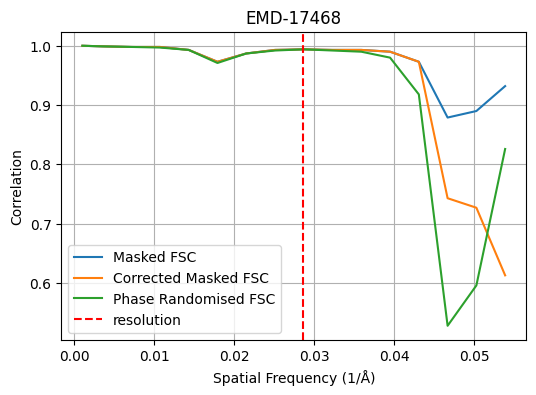 EMD-17468
1.0
0.9
0.8
0.7
0.6
Correlation
Masked FSC
Corrected Masked FSC
Phase Randomised FSC
resolution
0.00 0.01 0.02 0.03 0.04 0.05
Spatial Frequency (1/Å)